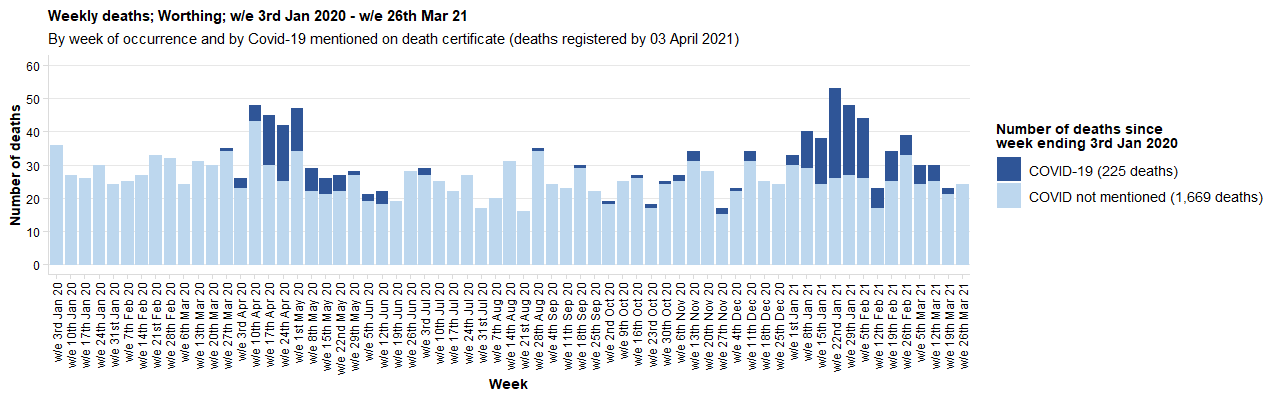 Weekly deaths; Worthing; w/e 3rd Jan 2020 - w/e 26th Mar 21
By week of occurrence and by Covid-19 mentioned on death certificate (deaths registered by 03 April 2021)
60
50
40
30
20
10
0
Number of deaths
w/e 3rd Jan 20
w/e 10th Jan 20
w/e 17th Jan 20
w/e 24th Jan 20
w/e 31st Jan 20
w/e 7th Feb 20
w/e 14th Feb 20
w/e 21st Feb 20
w/e 28th Feb 20
w/e 6th Mar 20
w/e 13th Mar 20
w/e 20th Mar 20
w/e 27th Mar 20
w/e 3rd Apr 20
w/e 10th Apr 20
w/e 17th Apr 20
w/e 24th Apr 20
w/e 1st May 20
w/e 8th May 20
w/e 15th May 20
w/e 22nd May 20
w/e 29th May 20
w/e 5th Jun 20
w/e 12th Jun 20
w/e 19th Jun 20
w/e 26th Jun 20
w/e 3rd Jul 20
w/e 10th Jul 20
w/e 17th Jul 20
w/e 24th Jul 20
w/e 31st Jul 20
w/e 7th Aug 20
w/e 14th Aug 20
w/e 21st Aug 20
w/e 28th Aug 20
w/e 4th Sep 20
w/e 11th Sep 20
w/e 18th Sep 20
w/e 25th Sep 20
w/e 2nd Oct 20
w/e 9th Oct 20
w/e 16th Oct 20
w/e 23rd Oct 20
w/e 30th Oct 20
w/e 6th Nov 20
w/e 13th Nov 20
w/e 20th Nov 20
w/e 27th Nov 20
w/e 4th Dec 20
w/e 11th Dec 20
w/e 18th Dec 20
w/e 25th Dec 20
w/e 1st Jan 21
w/e 8th Jan 21
w/e 15th Jan 21
w/e 22nd Jan 21
w/e 29th Jan 21
w/e 5th Feb 21
w/e 12th Feb 21
w/e 19th Feb 21
w/e 26th Feb 21
w/e 5th Mar 21
w/e 12th Mar 21
w/e 19th Mar 21
w/e 26th Mar 21
Week
Number of deaths since
week ending 3rd Jan 2020
COVID-19 (225 deaths)
COVID not mentioned (1,669 deaths)